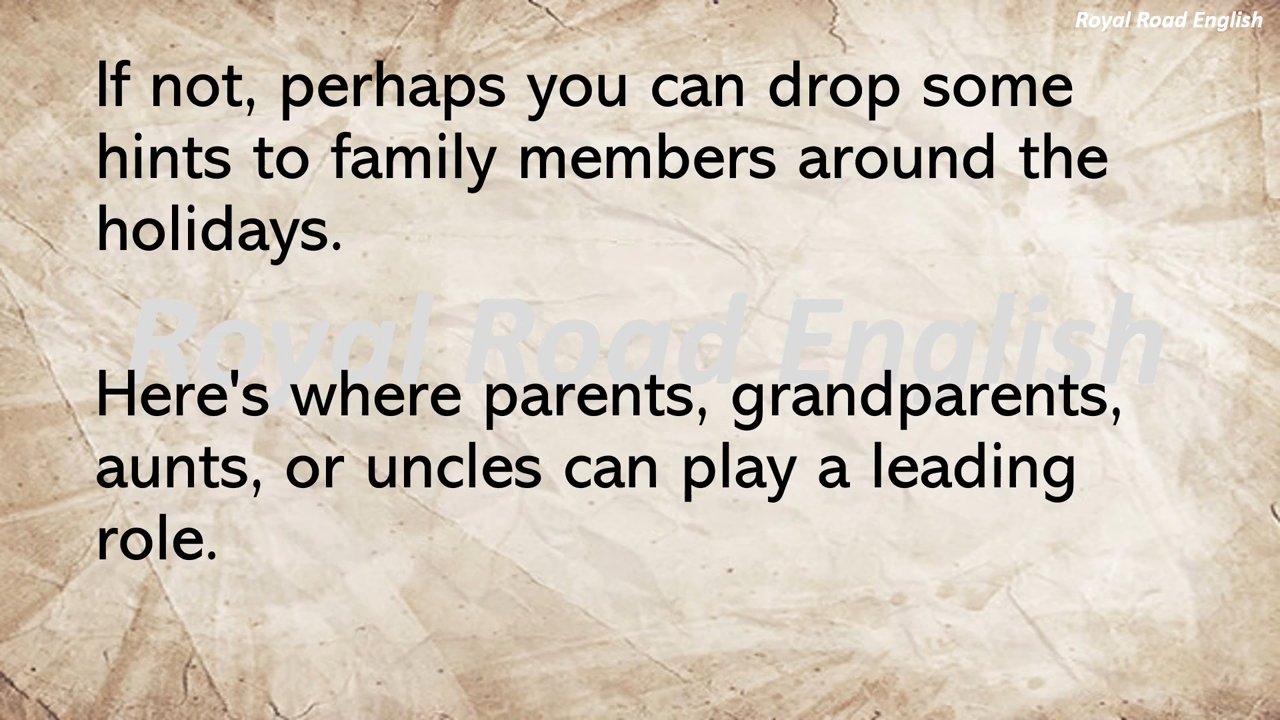 Royal Road English
If not, perhaps you can drop some
hints to family members around the
holidays.
Royal Road English
Here's where parents, grandparents,
aunts, or uncles can play a leading
role.